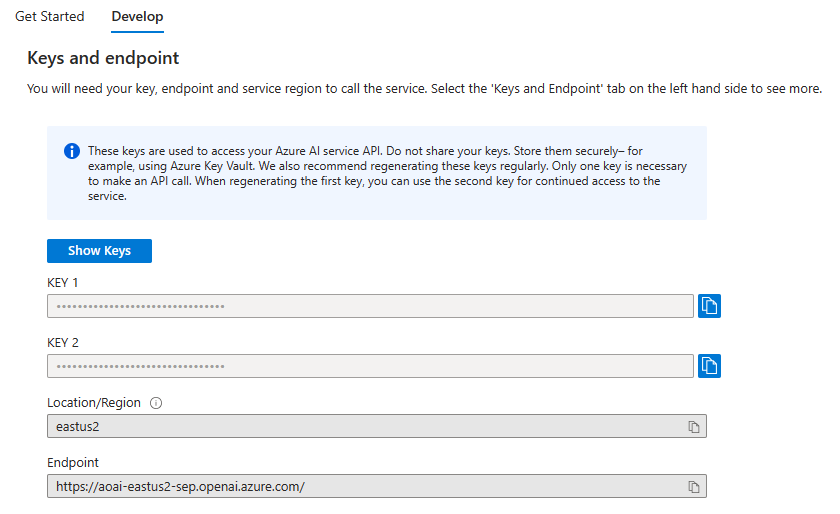 Get Started Develop
Keys and endpoint
You will need your key, endpoint and service region to call the service. Select the 'Keys and Endpoint' tab on the left hand side to see more.
These keys are used to access your Azure AI service API. Do not share your keys. Store them securely– for
example, using Azure Key Vault. We also recommend regenerating these keys regularly. Only one key is necessary
to make an API call. When regenerating the first key, you can use the second key for continued access to the
service.
Show Keys
KEY 1
••••••••••••••••••••••••••••••••
KEY 2
••••••••••••••••••••••••••••••••
Location/Region
eastus2
Endpoint
https://aoai-eastus2-sep.openai.azure.com/